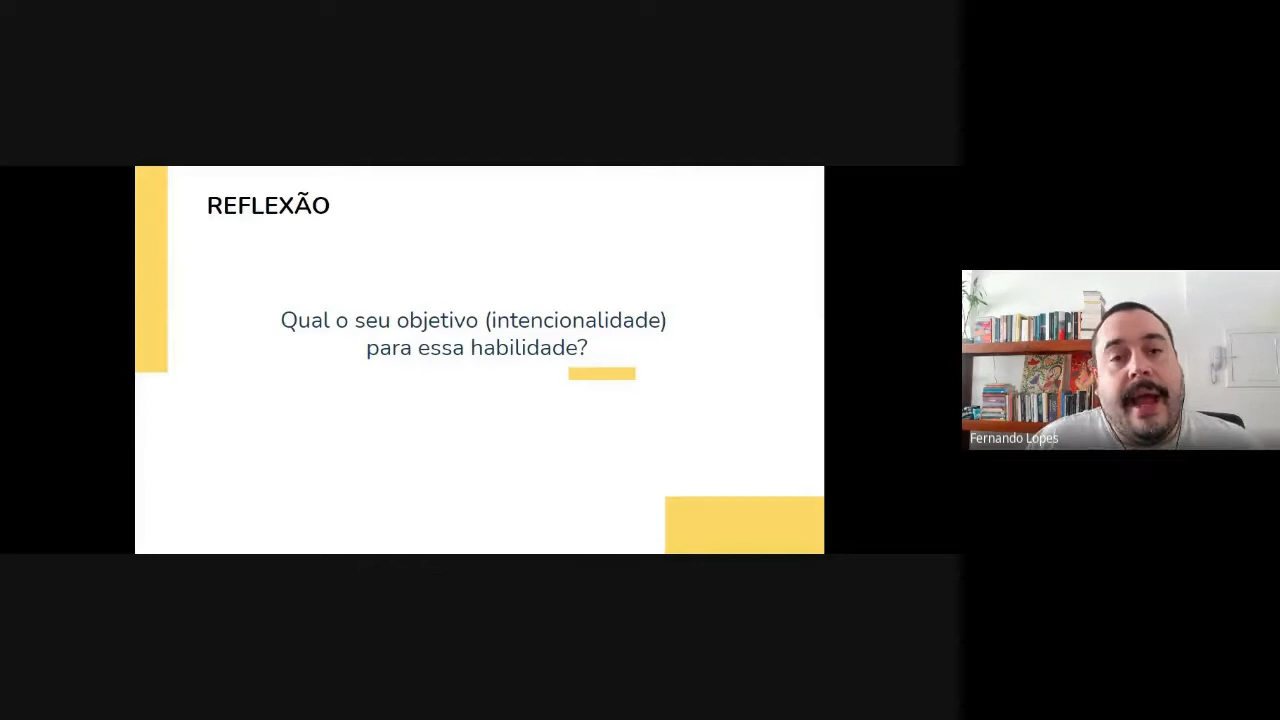 REFLEXÃO
Qual o seu objetivo (intencionalidade)
para essa habilidade?
Fernando Lopes